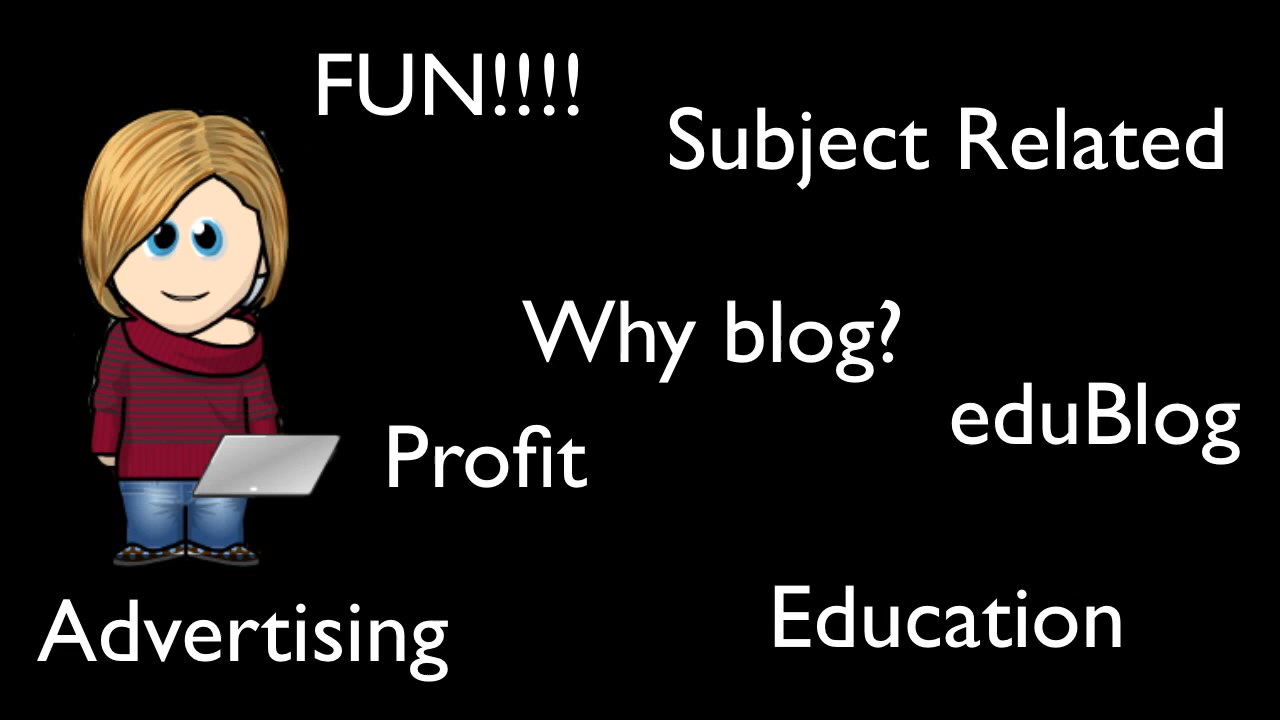 FUN!!!!
Subject Related
Why blog?
eduBlog
Profit
Education
Advertising